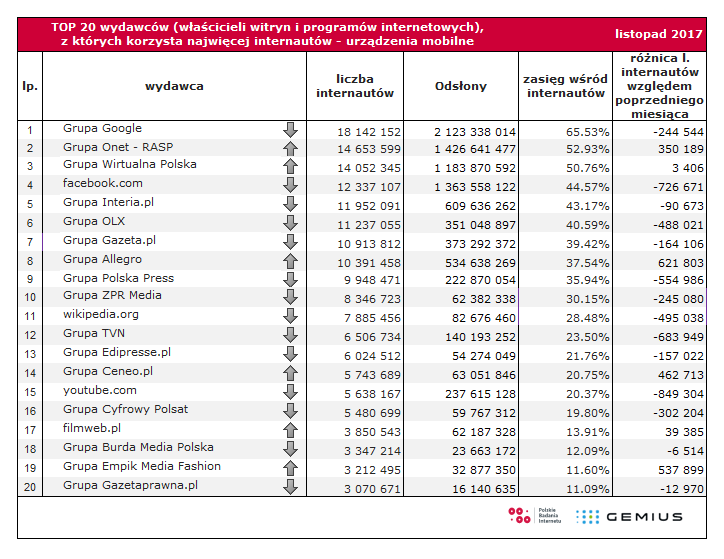 TOP 20 wydawców (właścicieli witryn i programów internetowych),
z których korzysta najwięcej internautów - urządzenia mobilne
listopad 2017
lp. wydawca liczba internautów Odsłony zasięg wśród internautów różnica l. internautów względem poprzedniego miesiąca
1 Grupa Google 18 142 152 2 123 338 014 65.53% -244 544
2 Grupa Onet - RASP 14 653 599 1 426 641 477 52.93% 350 189
3 Grupa Wirtualna Polska 14 052 345 1 183 870 592 50.76% 3 406
4 facebook.com 12 337 107 1 363 558 122 44.57% -726 671
5 Grupa Interia.pl 11 952 091 609 636 262 43.17% -90 673
6 Grupa OLX 11 237 055 351 048 897 40.59% -488 021
7 Grupa Gazeta.pl 10 913 812 373 292 372 39.42% -164 106
8 Grupa Allegro 10 391 458 534 638 269 37.54% 621 803
9 Grupa Polska Press 9 948 471 222 870 054 35.94% -554 986
10 Grupa ZPR Media 8 346 723 62 382 338 30.15% -245 080
11 wikipedia.org 7 885 456 82 676 460 28.48% -495 038
12 Grupa TVN 6 506 734 140 193 252 23.50% -683 949
13 Grupa Edipresse.pl 6 024 512 54 274 049 21.76% -157 022
14 Grupa Ceneo.pl 5 743 689 63 051 846 20.75% 462 713
15 youtube.com 5 638 167 237 615 128 20.37% -849 304
16 Grupa Cyfrowy Polsat 5 480 699 59 767 312 19.80% -302 204
17 filmweb.pl 3 850 543 62 187 328 13.91% 39 385
18 Grupa Burda Media Polska 3 347 214 23 663 172 12.09% -6 514
19 Grupa Empik Media Fashion 3 212 495 32 877 350 11.60% 537 899
20 Grupa Gazetaprawna.pl 3 070 671 16 140 635 11.09% -12 970
Polskie
Badania
Internetu
GEMIUS